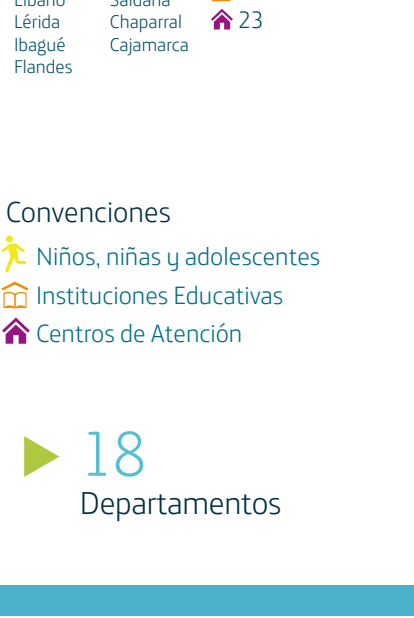 Líbano Saldaña
Lérida Chaparral 23
Ibagué Cajamarca
Flandes
Convenciones
Niños, niñas y adolescentes
Instituciones Educativas
Centros de Atención
18
Departamentos